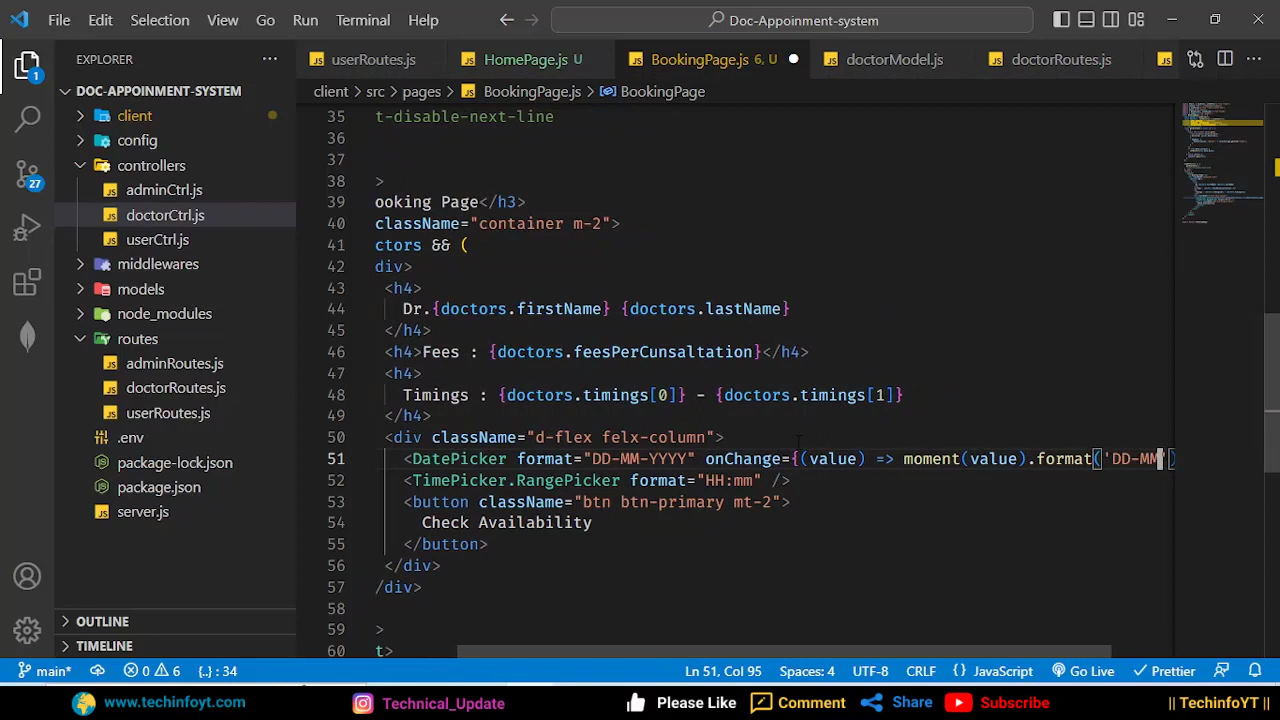 File Edit Selection View Go Run Terminal Help Doc-Appoinment-system
EXPLORER
userRoutes.js HomePage.js U BookingPage.js 6, U doctorModel.js doctorRoutes.js
client > src > pages > BookingPage.js > BookingPage
DOC-APPOINMENT-SYSTEM
client
config
controllers
adminCtrl.js
doctorCtrl.js
userCtrl.js
middlewares
models
node_modules
routes
adminRoutes.js
doctorRoutes.js
userRoutes.js
.env
package-lock.json
package.json
server.js
OUTLINE
TIMELINE
1
27
35 t-disable-next-line
36
37
38 >
39 ooking Page</h3>
40 className="container m-2">
41 ctors && (
42 div>
43 <h4>
44 Dr.{doctors.firstName} {doctors.lastName}
45 </h4>
46 <h4>Fees : {doctors.feesPerCunsaltation}</h4>
47 <h4>
48 Timings : {doctors.timings[0]} - {doctors.timings[1]}
49 </h4>
50 <div className="d-flex felx-column">
51 <DatePicker format="DD-MM-YYYY" onChange={(value) => moment(value).format('DD-MM')
52 <TimePicker.RangePicker format="HH:mm" />
53 <button className="btn btn-primary mt-2">
54 Check Availability
55 </button>
56 </div>
57 /div>
58
59 >
60 t>
main* 0 6 {..} : 34 Ln 51, Col 95 Spaces: 4 UTF-8 CRLF {} JavaScript Go Live Prettier
www.techinfoyt.com Technical_Update Please Like Comment Share Subscribe || TechinfoYT ||